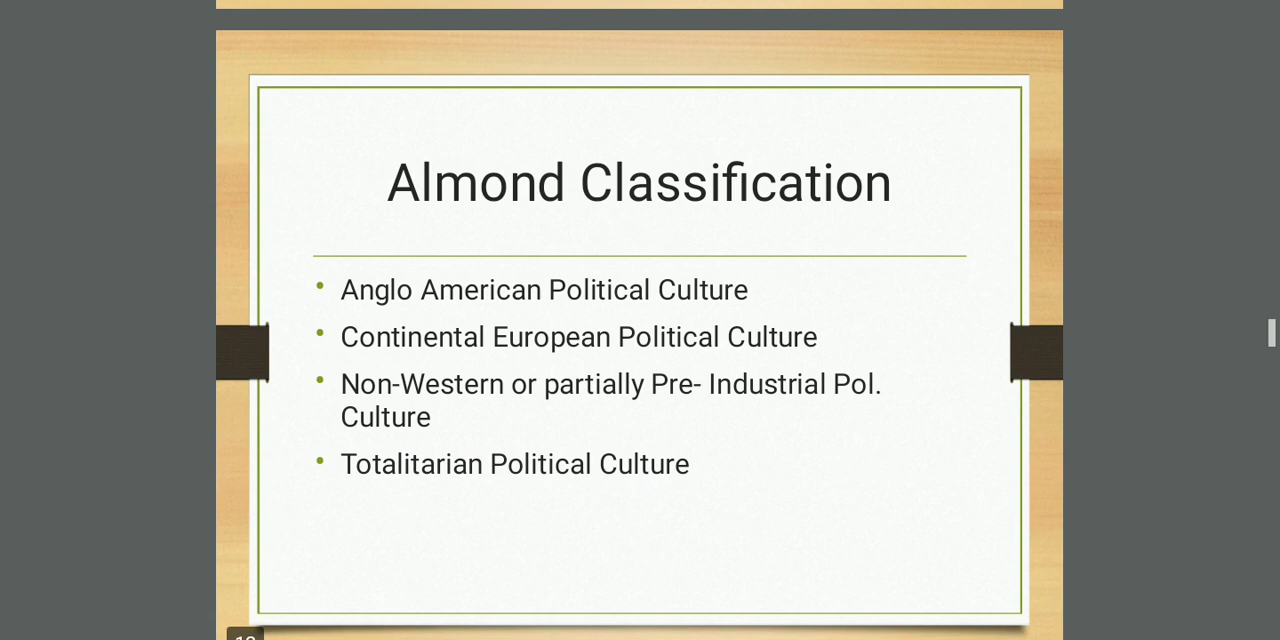 Almond Classification
• Anglo American Political Culture
• Continental European Political Culture
• Non-Western or partially Pre- Industrial Pol.
Culture
• Totalitarian Political Culture